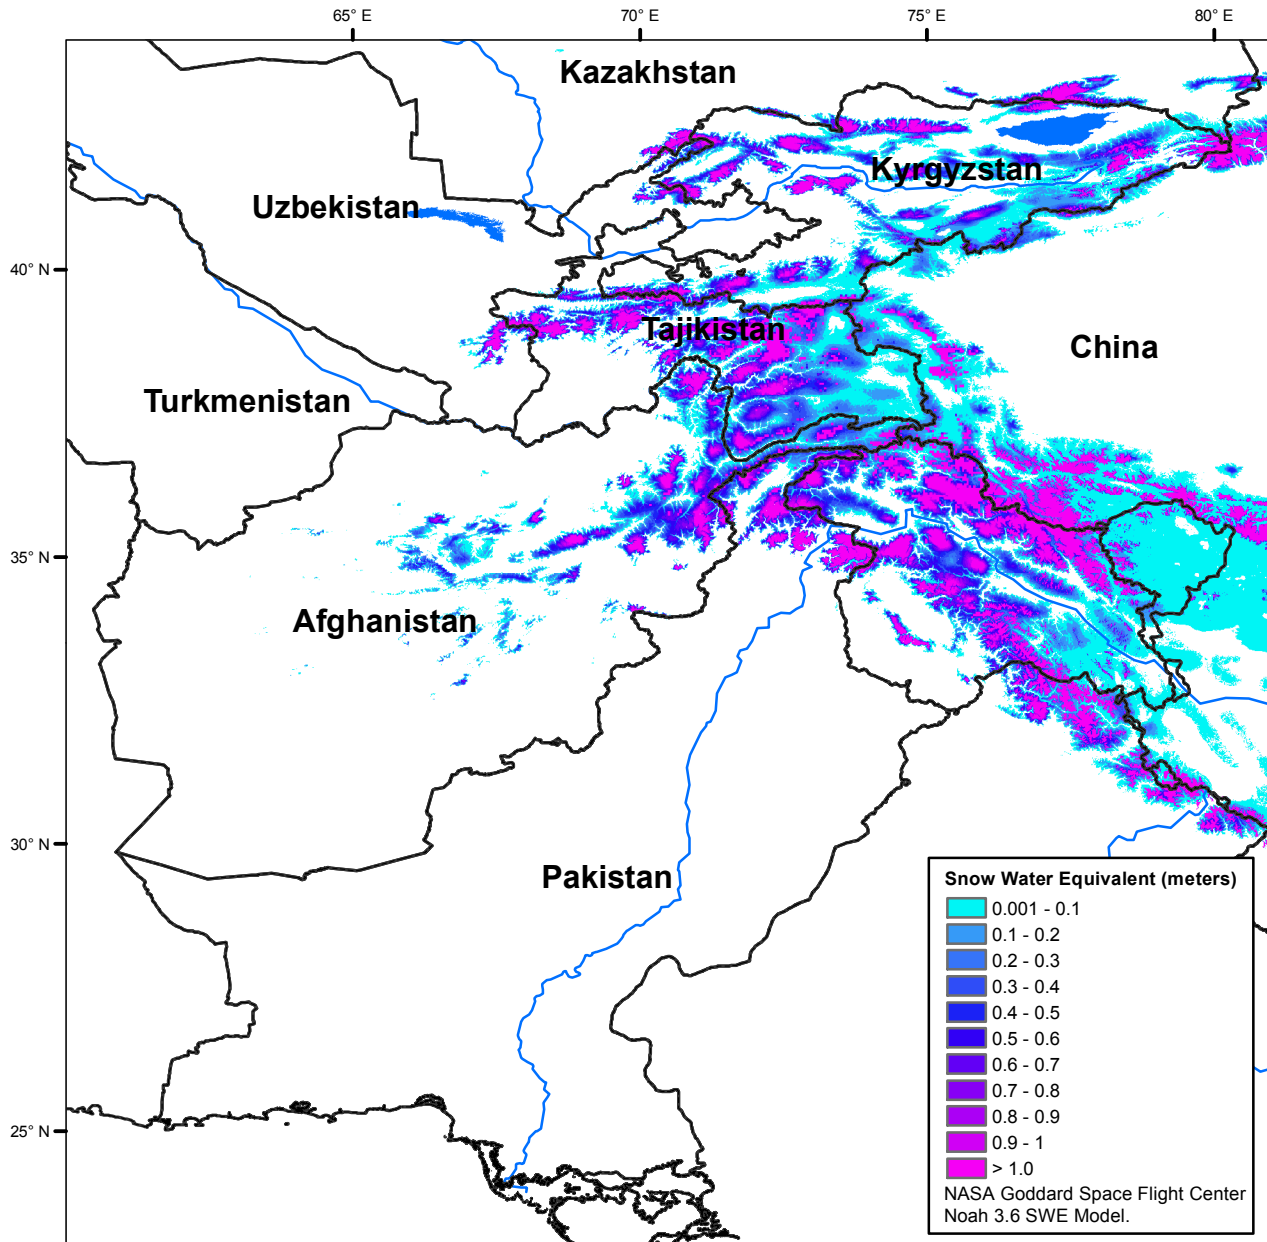 65° E
70° E
75° E
80° E
Kazakhstan
Kyrgyzstan
Uzbekistan
40° N
Tajikistan
China
Turkmenistan
35° N
Afghanistan
30° N
Pakistan
25° N
Snow Water Equivalent (meters)
0.001 - 0.1
0.1 - 0.2
0.2 - 0.3
0.3 - 0.4
0.4 - 0.5
0.5 - 0.6
0.6 - 0.7
0.7 - 0.8
0.8 - 0.9
0.9 - 1
> 1.0
NASA Goddard Space Flight Center
Noah 3.6 SWE Model.